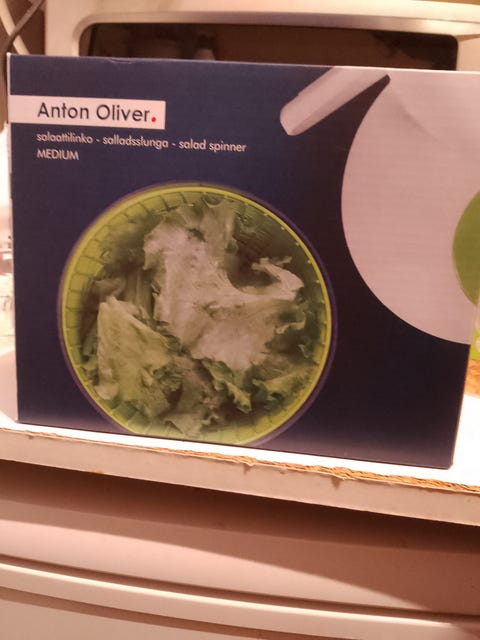 Anton Oliver.
salaattilinko - salladsslunga - salad spinner
MEDIUM